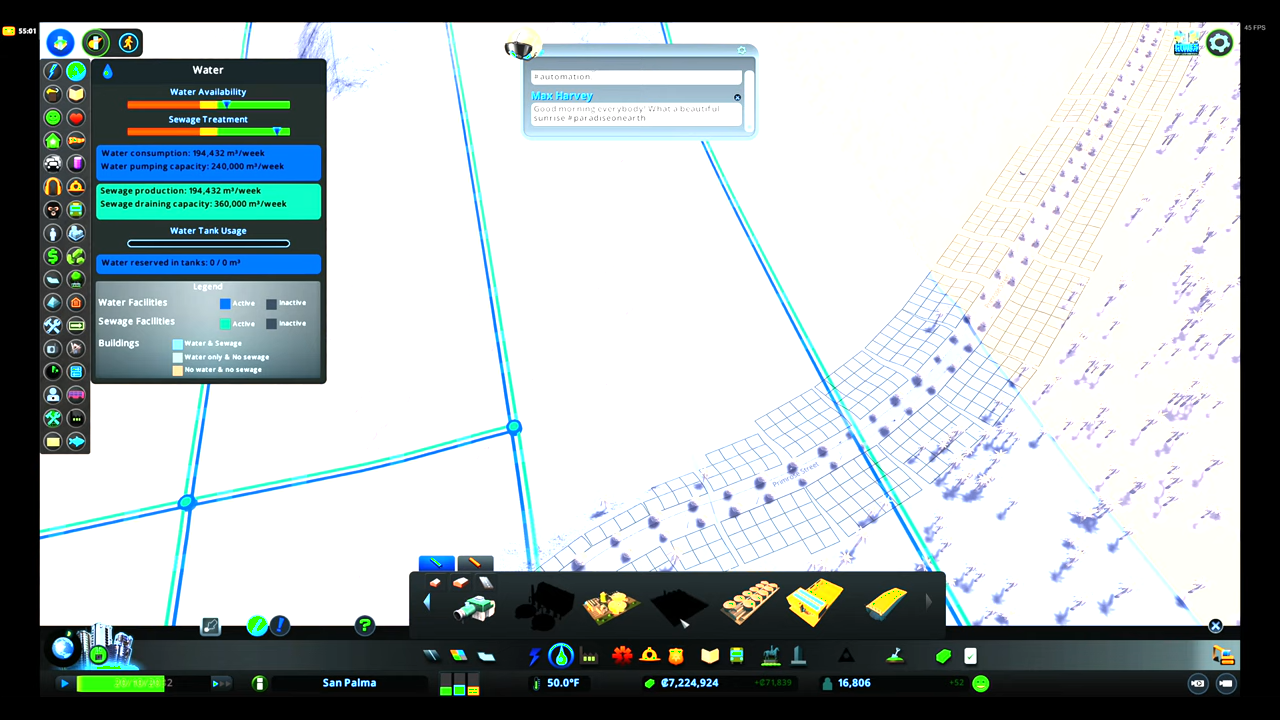 55:01
45 FPS
Water
#automation
Water Availability
Max Harvey
Good morning everybody! What a beautiful
sunrise #paradiseonearth
Sewage Treatment
Water consumption: 194,432 m³/week
Water pumping capacity: 240,000 m³/week
Sewage production: 194,432 m³/week
Sewage draining capacity: 360,000 m³/week
Water Tank Usage
Water reserved in tanks: 0 / 0 m³
Legend
Water Facilities Active Inactive
Sewage Facilities Active Inactive
Buildings Water & Sewage
Water only & No sewage
No water & no sewage
Primrose Street
San Palma
50.0°F
₡7,224,924
+₡71,839
16,806
+52